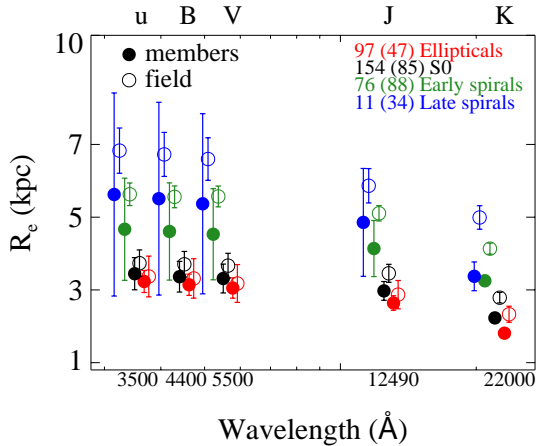 u B V J K
10
7
5
3
1
R_e (kpc)
members
field
97 (47) Ellipticals
154 (85) S0
76 (88) Early spirals
11 (34) Late spirals
3500 4400 5500 12490 22000
Wavelength (Å)